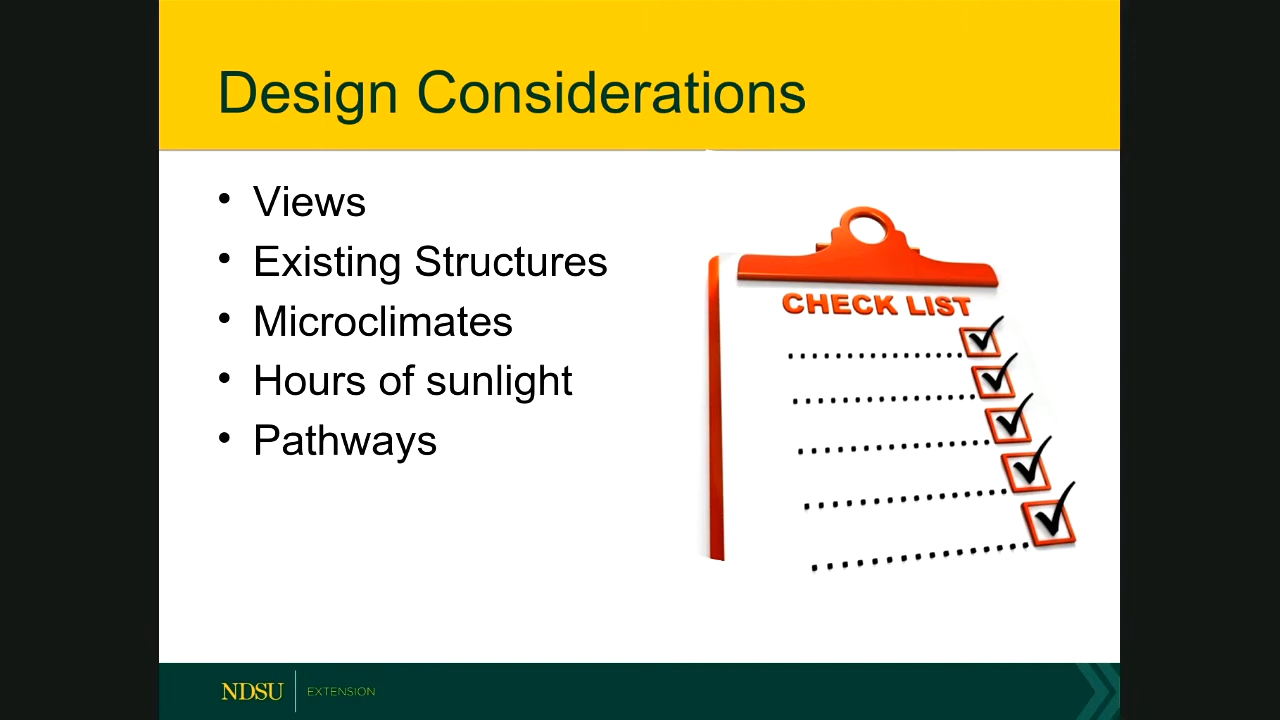 Design Considerations
• Views
• Existing Structures
• Microclimates
• Hours of sunlight
• Pathways
CHECK LIST
NDSU | EXTENSION